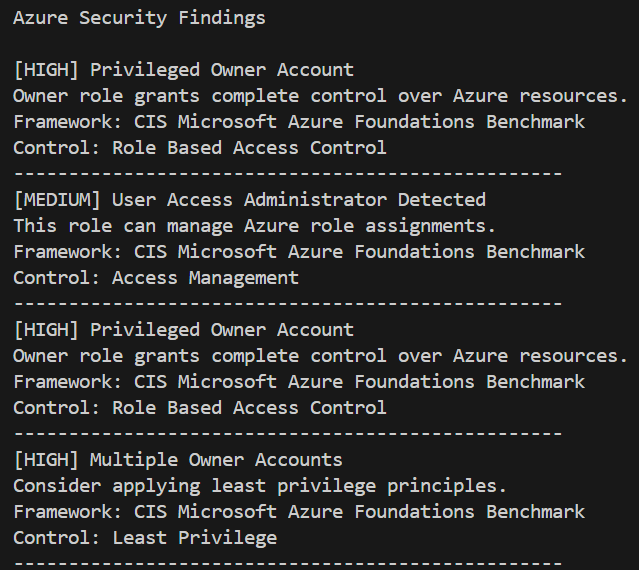 Azure Security Findings
[HIGH] Privileged Owner Account
Owner role grants complete control over Azure resources.
Framework: CIS Microsoft Azure Foundations Benchmark
Control: Role Based Access Control
--------------------------------------------------
[MEDIUM] User Access Administrator Detected
This role can manage Azure role assignments.
Framework: CIS Microsoft Azure Foundations Benchmark
Control: Access Management
--------------------------------------------------
[HIGH] Privileged Owner Account
Owner role grants complete control over Azure resources.
Framework: CIS Microsoft Azure Foundations Benchmark
Control: Role Based Access Control
--------------------------------------------------
[HIGH] Multiple Owner Accounts
Consider applying least privilege principles.
Framework: CIS Microsoft Azure Foundations Benchmark
Control: Least Privilege
--------------------------------------------------